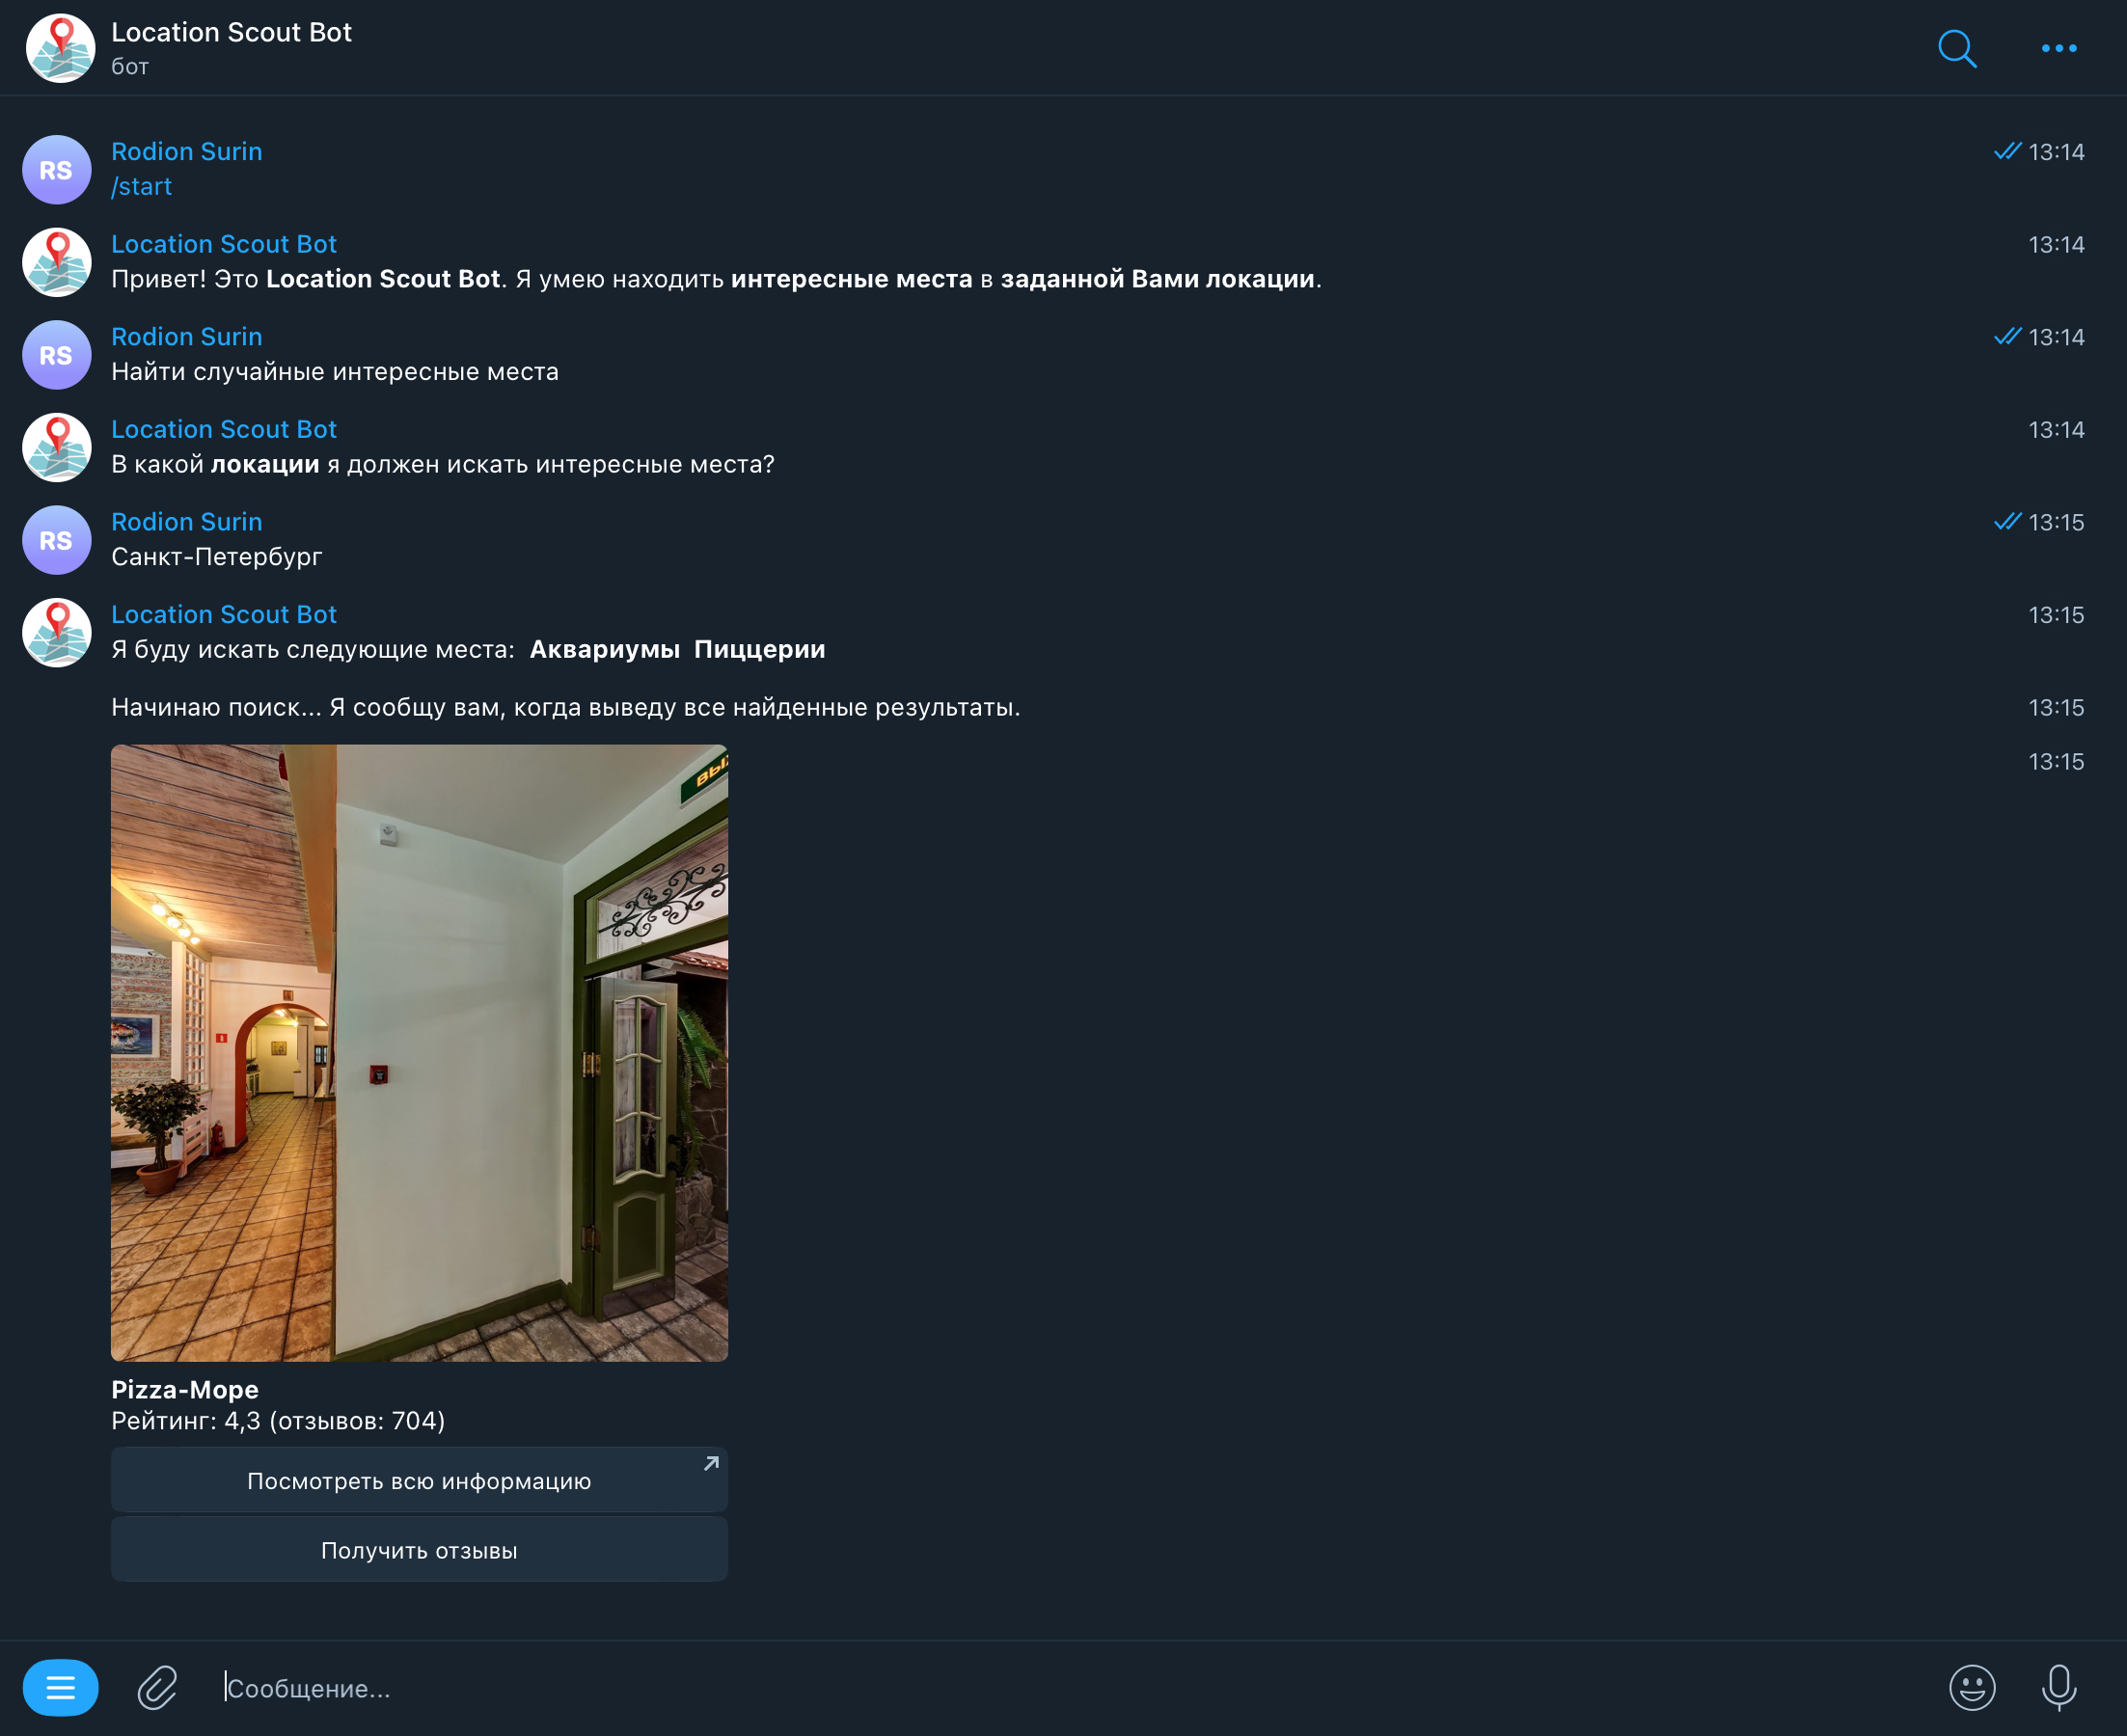 Location Scout Bot
бот
Rodion Surin 13:14
/start
Location Scout Bot 13:14
Привет! Это Location Scout Bot. Я умею находить интересные места в заданной Вами локации.
Rodion Surin 13:14
Найти случайные интересные места
Location Scout Bot 13:14
В какой локации я должен искать интересные места?
Rodion Surin 13:15
Санкт-Петербург
Location Scout Bot 13:15
Я буду искать следующие места: Аквариумы Пиццерии
Начинаю поиск... Я сообщу вам, когда выведу все найденные результаты. 13:15
13:15
Pizza-Море
Рейтинг: 4,3 (отзывов: 704)
Посмотреть всю информацию
Получить отзывы
Сообщение...
RS
RS
RS